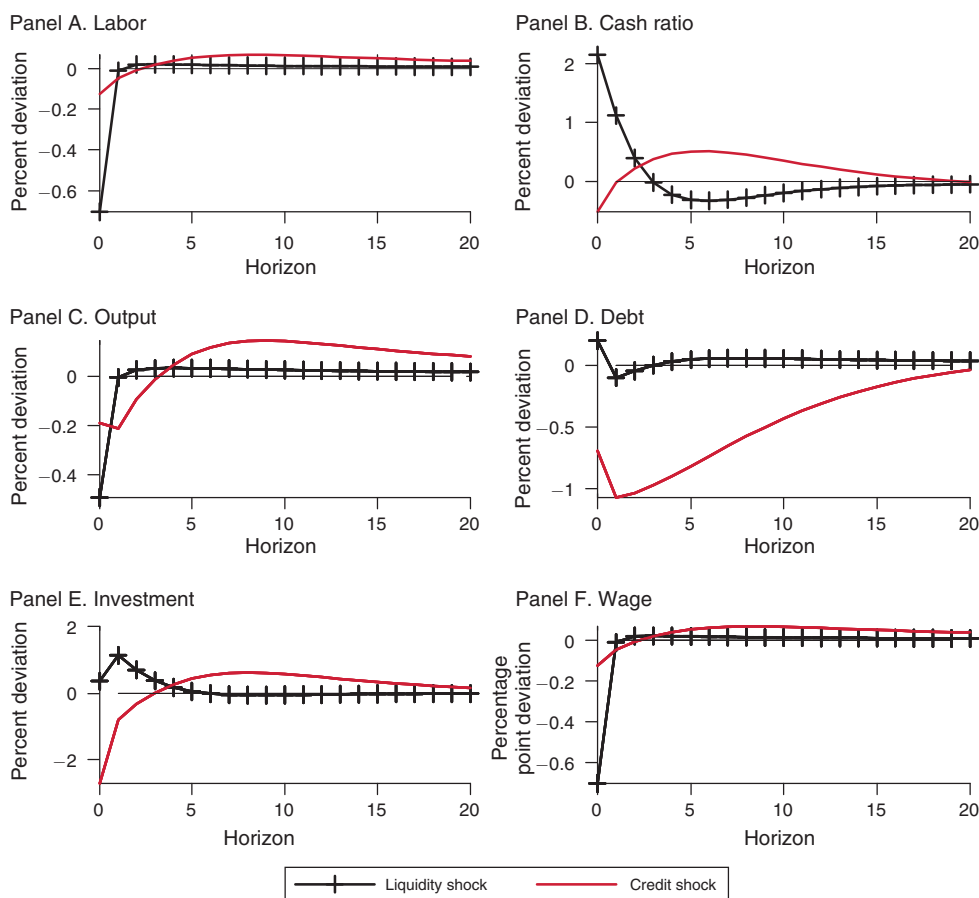 Panel A. Labor
Percent deviation
0
−0.2
−0.4
−0.6
0 5 10 15 20
Horizon
Panel B. Cash ratio
Percent deviation
2
1
0
0 5 10 15 20
Horizon
Panel C. Output
Percent deviation
0
−0.2
−0.4
0 5 10 15 20
Horizon
Panel D. Debt
Percent deviation
0
−0.5
−1
0 5 10 15 20
Horizon
Panel E. Investment
Percent deviation
2
0
−2
0 5 10 15 20
Horizon
Panel F. Wage
Percentage
point deviation
0
−0.2
−0.4
−0.6
0 5 10 15 20
Horizon
Liquidity shock Credit shock